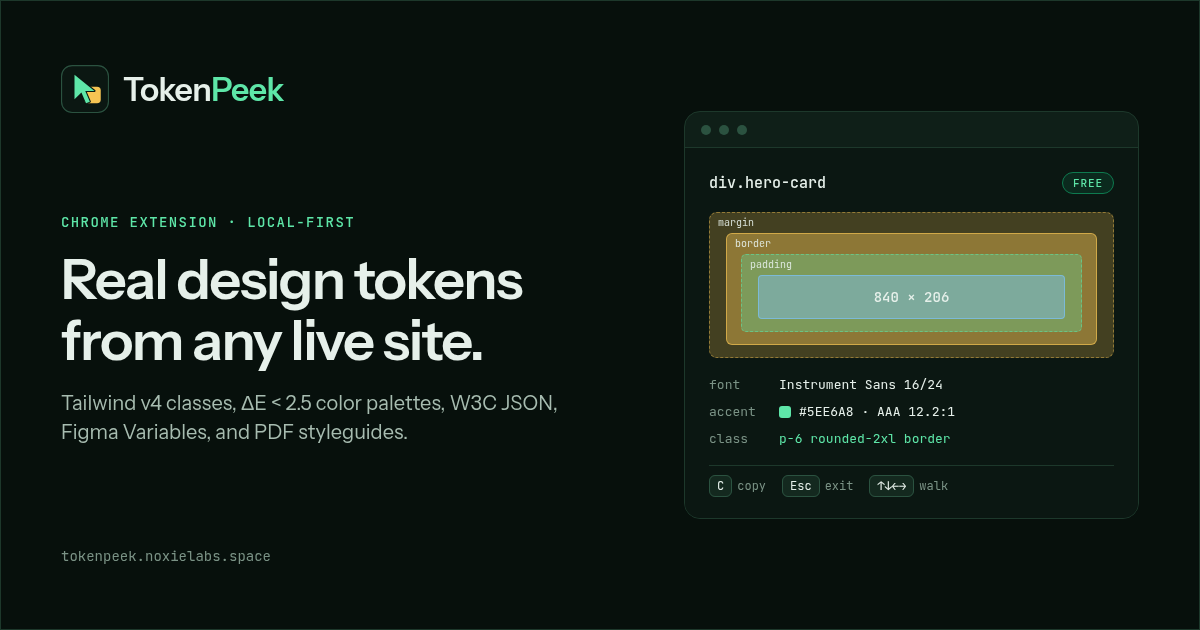 TokenPeek
CHROME EXTENSION · LOCAL-FIRST
Real design tokens
from any live site.
Tailwind v4 classes, ΔE < 2.5 color palettes, W3C JSON,
Figma Variables, and PDF styleguides.
tokenpeek.noxielabs.space
div.hero-card
FREE
margin
border
padding
840 × 206
font Instrument Sans 16/24
accent #5EE6A8 · AAA 12.2:1
class p-6 rounded-2xl border
C copy Esc exit ↑↓↔ walk